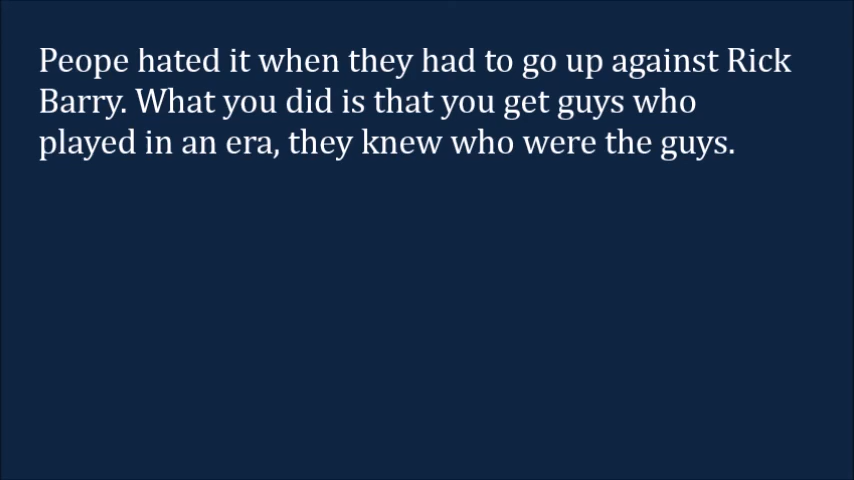 Peope hated it when they had to go up against Rick
Barry. What you did is that you get guys who
played in an era, they knew who were the guys.